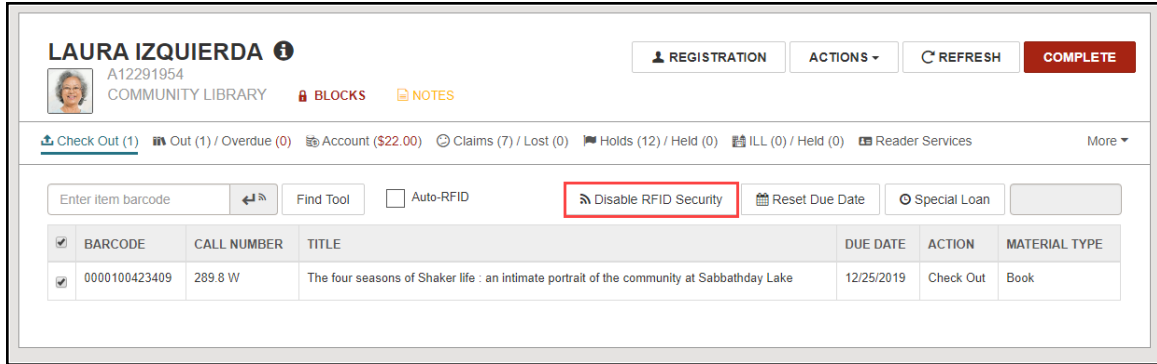 LAURA IZQUIERDA
REGISTRATION ACTIONS REFRESH COMPLETE
A12291954
COMMUNITY LIBRARY BLOCKS NOTES
Check Out (1) Out (1) / Overdue (0) Account ($22.00) Claims (7) / Lost (0) Holds (12) / Held (0) ILL (0) / Held (0) Reader Services More
Enter item barcode Find Tool Auto-RFID Disable RFID Security Reset Due Date Special Loan
BARCODE CALL NUMBER TITLE DUE DATE ACTION MATERIAL TYPE
0000100423409 289.8 W The four seasons of Shaker life : an intimate portrait of the community at Sabbathday Lake 12/25/2019 Check Out Book